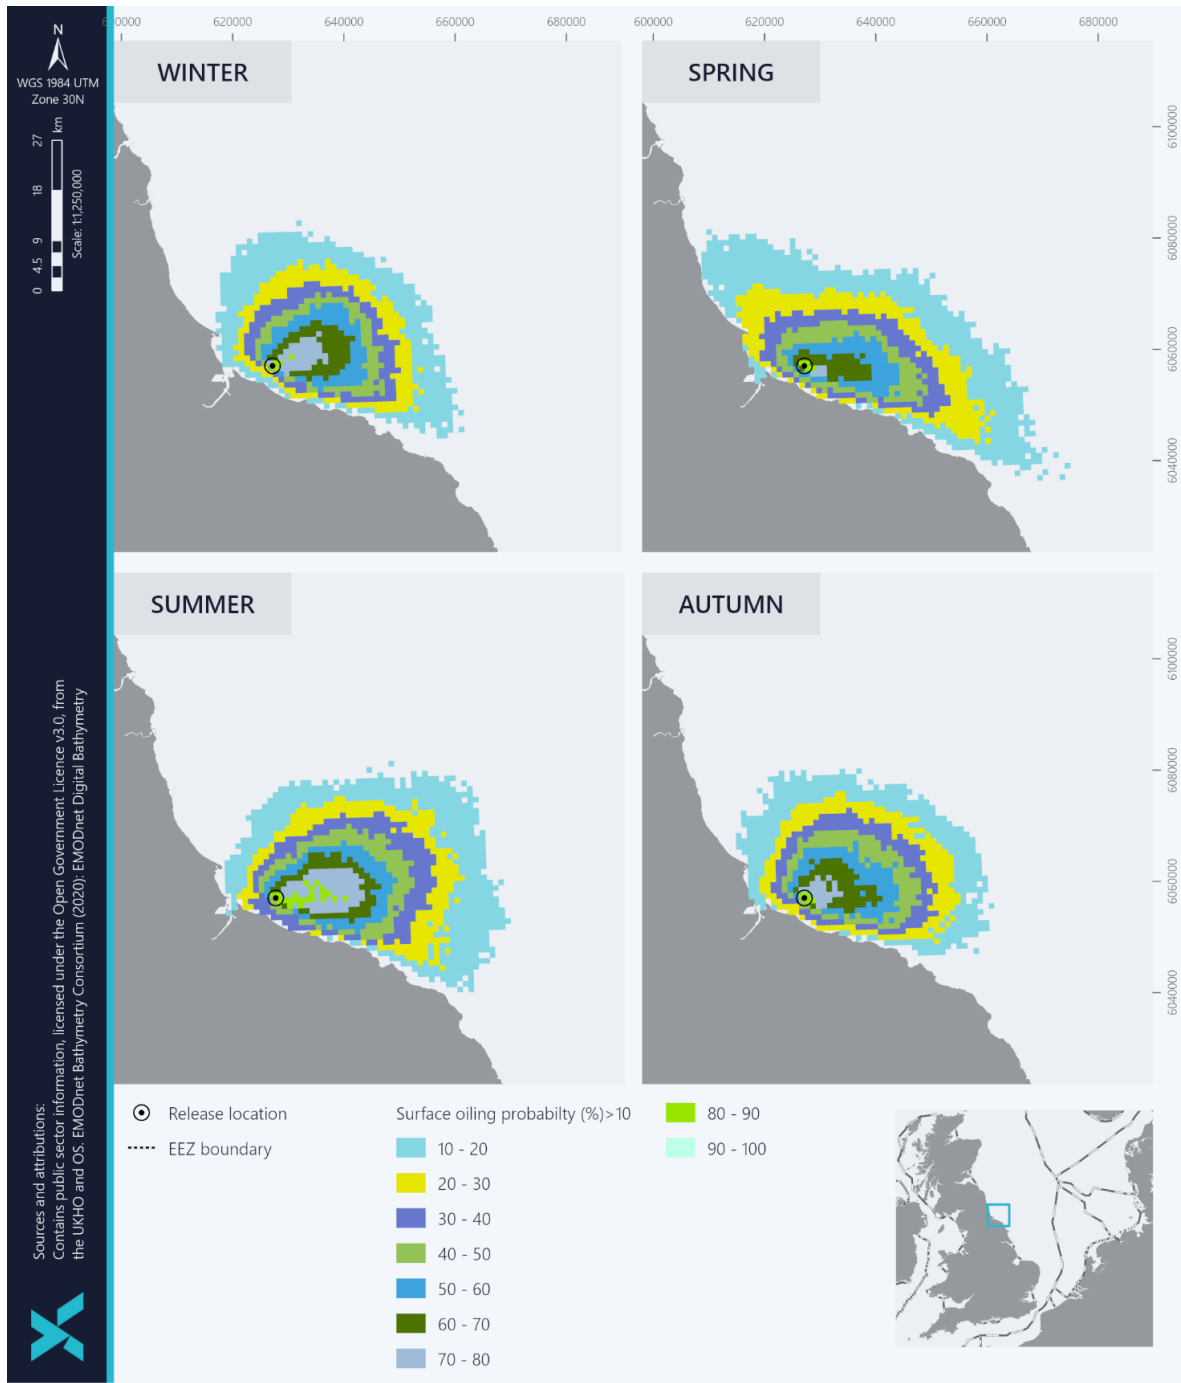 600000 620000 640000 660000 680000
600000 620000 640000 660000 680000
N
WGS 1984 UTM
Zone 30N
0 4.5 9 18 27
km
Scale: 1:1,250,000
WINTER
SPRING
6100000
6080000
6060000
6040000
SUMMER
AUTUMN
6100000
6080000
6060000
6040000
Sources and attributions:
Contains public sector information, licensed under the Open Government Licence v3.0, from
the UKHO and OS. EMODnet Bathymetry Consortium (2020): EMODnet Digital Bathymetry
Release location
EEZ boundary
Surface oiling probabilty (%)>10
10 - 20
20 - 30
30 - 40
40 - 50
50 - 60
60 - 70
70 - 80
80 - 90
90 - 100